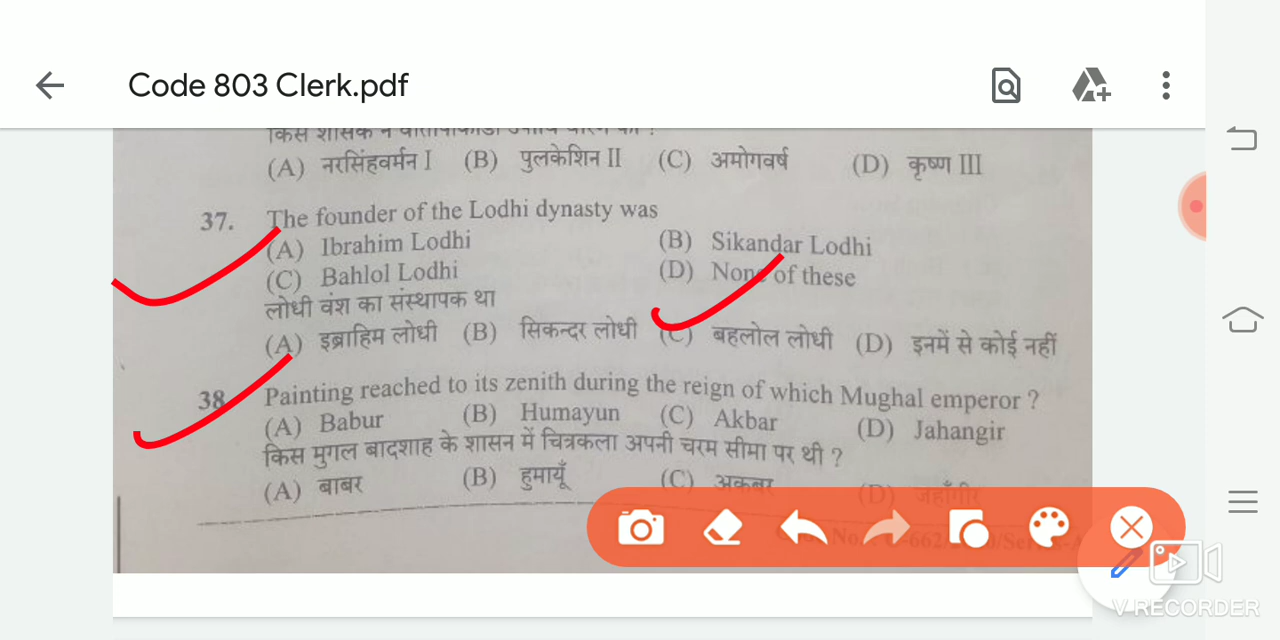 Code 803 Clerk.pdf
किस शासक ने वातापीकोंडा उपाधि धारण की ?
(A) नरसिंहवर्मन I (B) पुलकेशिन II (C) अमोगवर्ष (D) कृष्ण III
37. The founder of the Lodhi dynasty was
(A) Ibrahim Lodhi (B) Sikandar Lodhi
(C) Bahlol Lodhi (D) None of these
लोधी वंश का संस्थापक था
(A) इब्राहिम लोधी (B) सिकन्दर लोधी (C) बहलोल लोधी (D) इनमें से कोई नहीं
38. Painting reached to its zenith during the reign of which Mughal emperor ?
(A) Babur (B) Humayun (C) Akbar (D) Jahangir
किस मुगल बादशाह के शासन में चित्रकला अपनी चरम सीमा पर थी ?
(A) बाबर (B) हुमायूँ (C) अकबर (D) जहाँगीर
V RECORDER